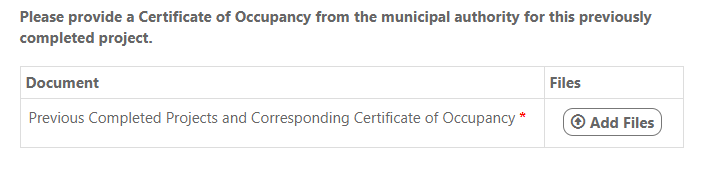 Please provide a Certificate of Occupancy from the municipal authority for this previously
completed project.
Document Files
Previous Completed Projects and Corresponding Certificate of Occupancy * Add Files